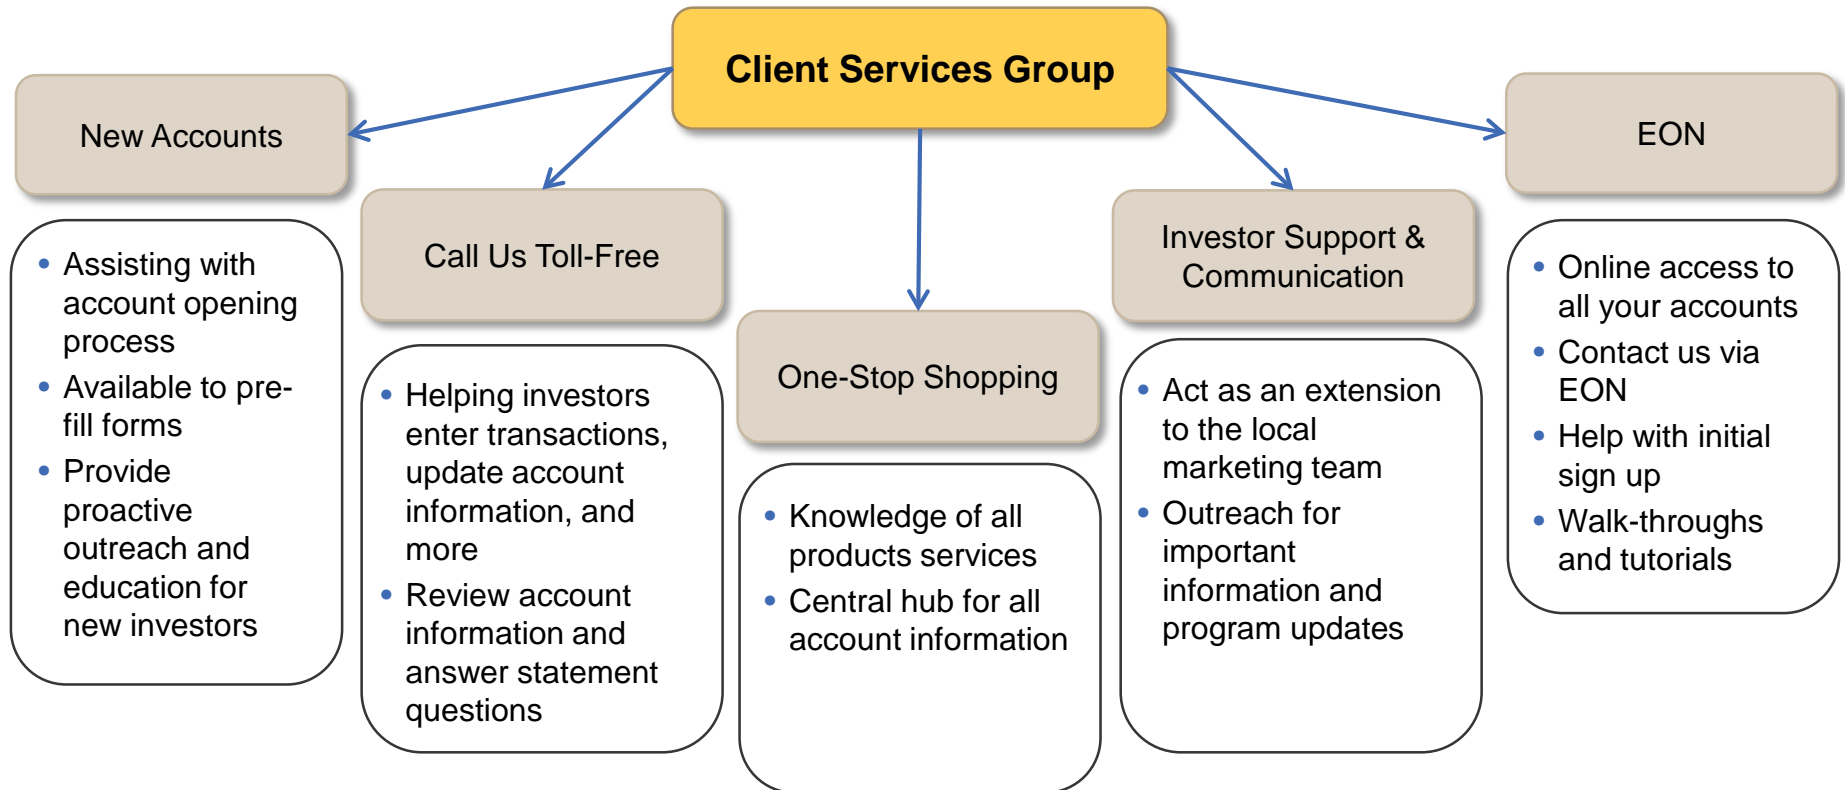 Client Services Group
New Accounts
• Assisting with
account opening
process
• Available to pre-
fill forms
• Provide
proactive
outreach and
education for
new investors
Call Us Toll-Free
• Helping investors
enter transactions,
update account
information, and
more
• Review account
information and
answer statement
questions
One-Stop Shopping
• Knowledge of all
products services
• Central hub for all
account information
Investor Support &
Communication
• Act as an extension
to the local
marketing team
• Outreach for
important
information and
program updates
EON
• Online access to
all your accounts
• Contact us via
EON
• Help with initial
sign up
• Walk-throughs
and tutorials